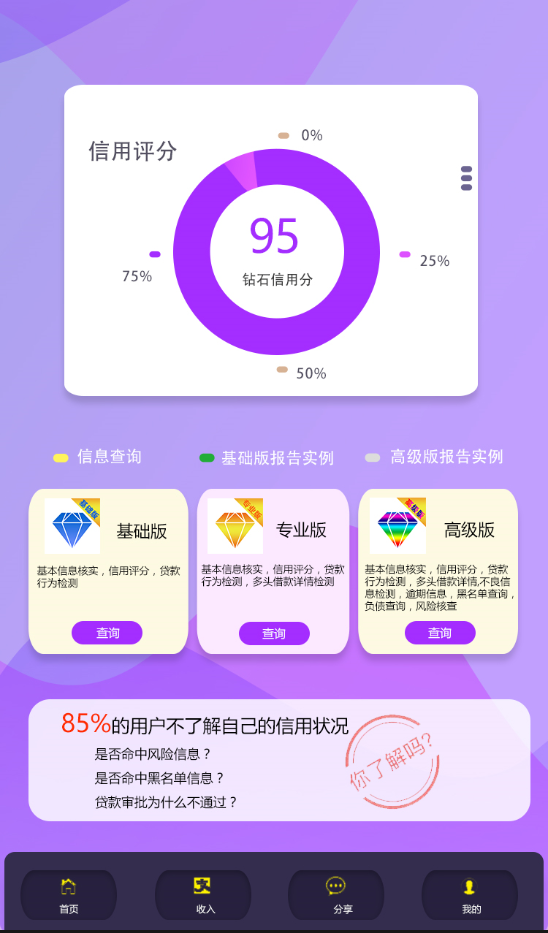 信用评分
0%
95
钻石信用分
25%
75%
50%
信息查询
基础版报告实例
高级版报告实例
基础版
基础版
基本信息核实，信用评分，贷款
行为检测
查询
专业版
专业版
基本信息核实，信用评分，贷款
行为检测，多头借款详情检测
查询
高级版
高级版
基本信息核实，信用评分，贷款
行为检测，多头借款详情,不良信
息检测，逾期信息，黑名单查询，
负债查询，风险核查
查询
85%的用户不了解自己的信用状况
是否命中风险信息？
是否命中黑名单信息？
贷款审批为什么不通过？
你了解吗?
首页
收入
分享
我的